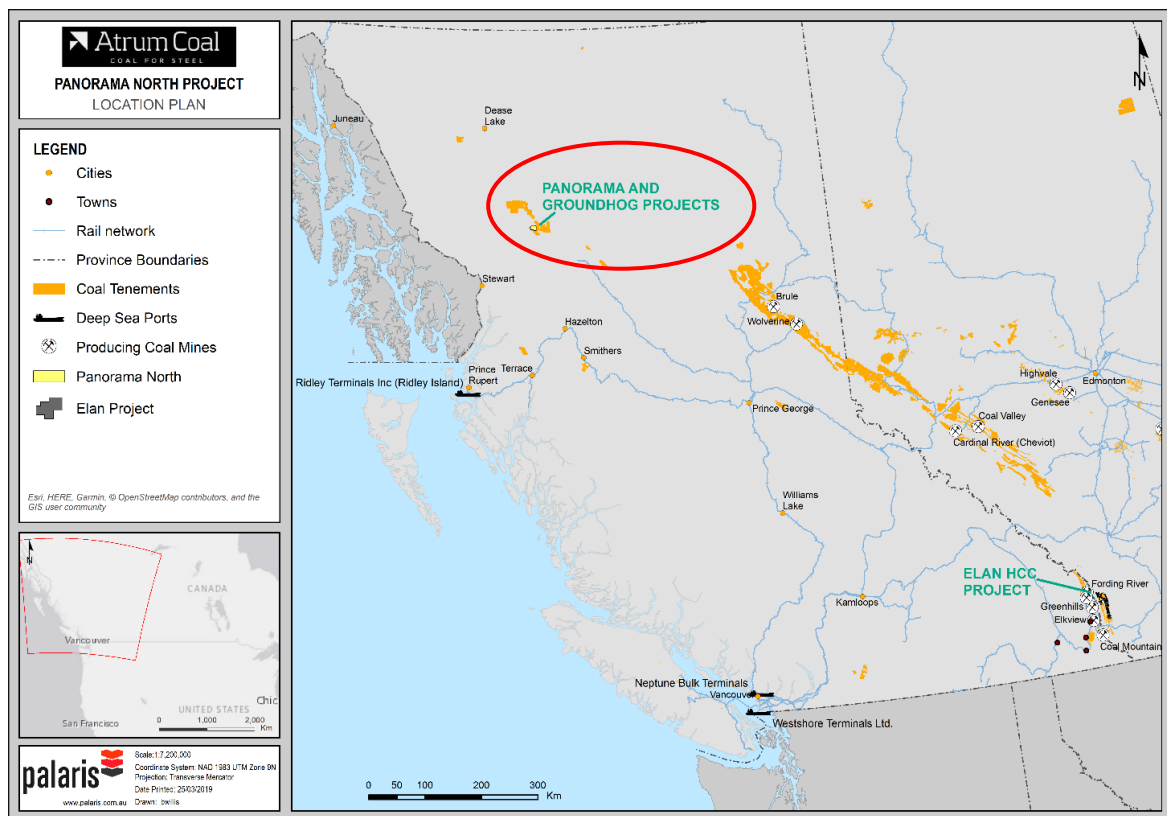 Atrum Coal
COAL FOR STEEL
PANORAMA NORTH PROJECT
LOCATION PLAN
LEGEND
Cities
Towns
Rail network
Province Boundaries
Coal Tenements
Deep Sea Ports
Producing Coal Mines
Panorama North
Elan Project
Esri, HERE, Garmin, © OpenStreetMap contributors, and the
GIS user community
N
CANADA
Vancouver
UNITED STATES
Chic
San Francisco
0 1,000 2,000
Km
palaris
www.palaris.com.au
Scale:1:7,200,000
Coordinate System: NAD 1983 UTM Zone 9N
Projection: Transverse Mercator
Date Printed: 25/03/2019
Drawn: bwillis
N
Juneau
Dease
Lake
PANORAMA AND
GROUNDHOG PROJECTS
Stewart
Hazelton
Smithers
Terrace
Prince
Rupert
Ridley Terminals Inc (Ridley Island)
Brule
Wolverine
Prince George
Highvale
Edmonton
Genesee
Coal Valley
Cardinal River (Cheviot)
Williams
Lake
Kamloops
ELAN HCC
PROJECT
Fording River
Greenhills
Elkview
Coal Mountain
Neptune Bulk Terminals
Vancouver
Westshore Terminals Ltd.
0 50 100 200 300
Km